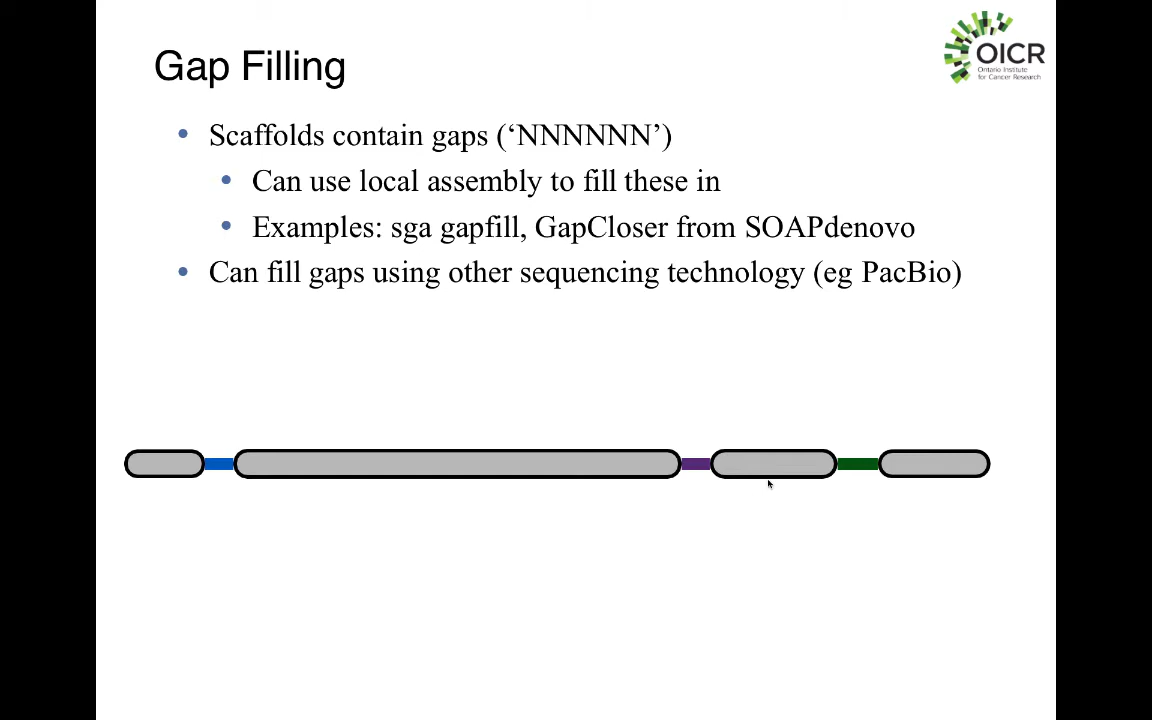 Gap Filling
OICR
Ontario Institute
for Cancer Research
• Scaffolds contain gaps (‘NNNNNN’)
• Can use local assembly to fill these in
• Examples: sga gapfill, GapCloser from SOAPdenovo
• Can fill gaps using other sequencing technology (eg PacBio)